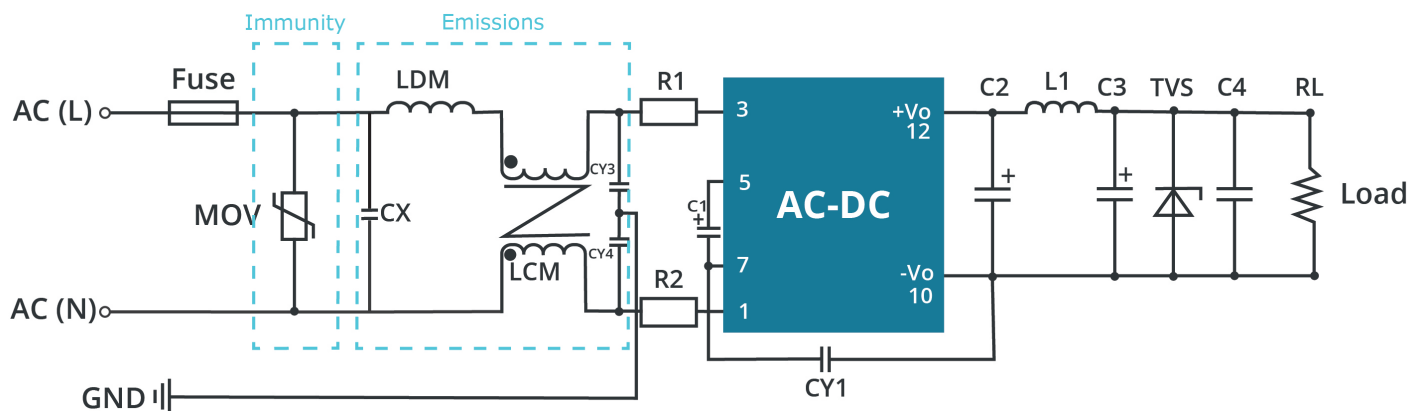 Immunity
Emissions
Fuse
LDM
R1
C2
L1
C3
TVS
C4
RL
AC (L)
3
+Vo
12
CY3
5
MOV
CX
C1
+
AC-DC
+
+
Load
CY4
LCM
7
-Vo
R2
10
AC (N)
1
CY1
GND